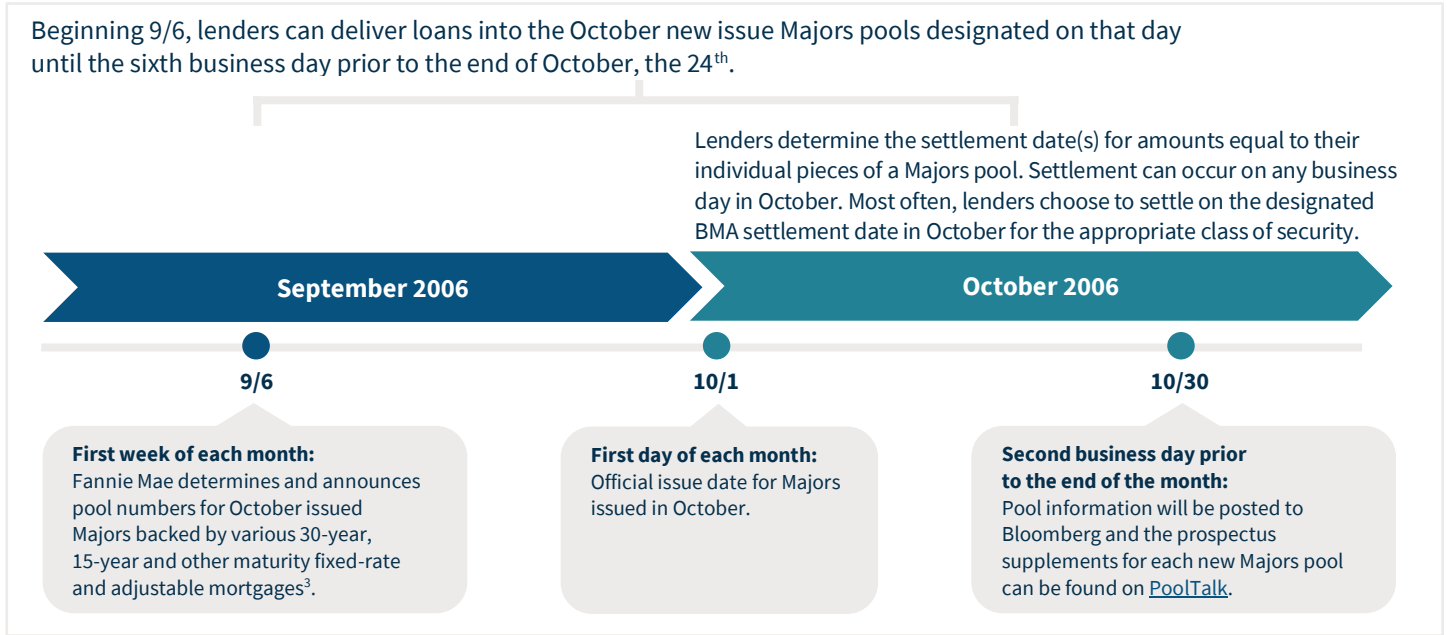 Beginning 9/6, lenders can deliver loans into the October new issue Majors pools designated on that day
until the sixth business day prior to the end of October, the 24th.
Lenders determine the settlement date(s) for amounts equal to their
individual pieces of a Majors pool. Settlement can occur on any business
day in October. Most often, lenders choose to settle on the designated
BMA settlement date in October for the appropriate class of security.
September 2006
October 2006
9/6
10/1
10/30
First week of each month:
Fannie Mae determines and announces
pool numbers for October issued
Majors backed by various 30-year,
15-year and other maturity fixed-rate
and adjustable mortgages3.
First day of each month:
Official issue date for Majors
issued in October.
Second business day prior
to the end of the month:
Pool information will be posted to
Bloomberg and the prospectus
supplements for each new Majors pool
can be found on PoolTalk.